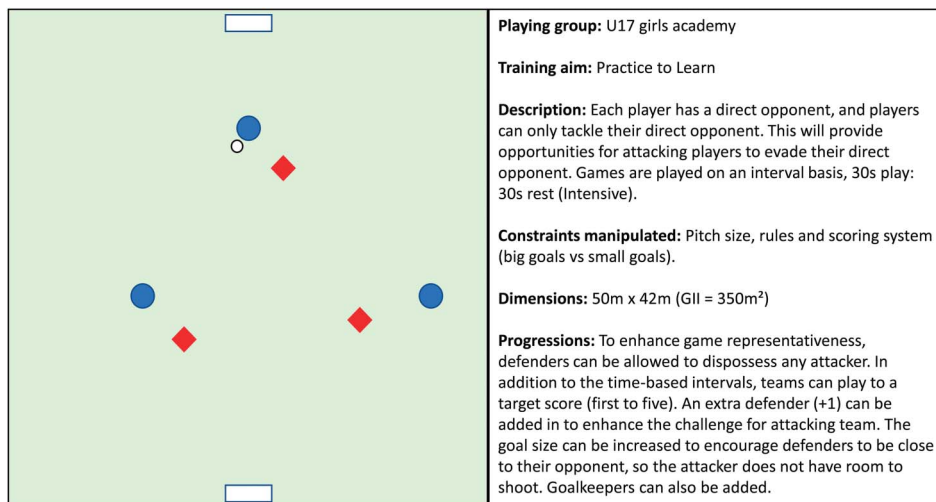 Playing group: U17 girls academy
Training aim: Practice to Learn
Description: Each player has a direct opponent, and players
can only tackle their direct opponent. This will provide
opportunities for attacking players to evade their direct
opponent. Games are played on an interval basis, 30s play:
30s rest (Intensive).
Constraints manipulated: Pitch size, rules and scoring system
(big goals vs small goals).
Dimensions: 50m x 42m (GII = 350m²)
Progressions: To enhance game representativeness,
defenders can be allowed to dispossess any attacker. In
addition to the time-based intervals, teams can play to a
target score (first to five). An extra defender (+1) can be
added in to enhance the challenge for attacking team. The
goal size can be increased to encourage defenders to be close
to their opponent, so the attacker does not have room to
shoot. Goalkeepers can also be added.